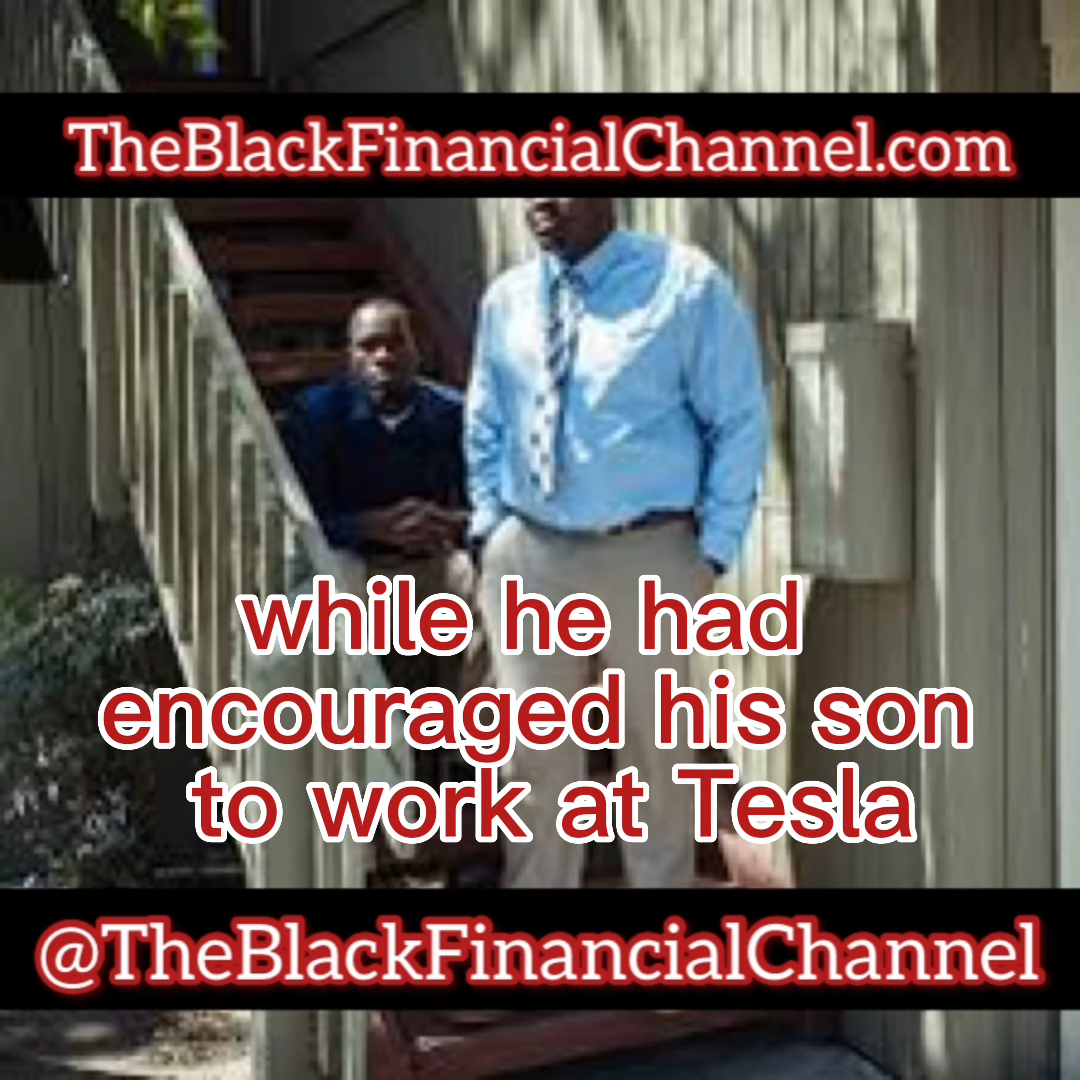 TheBlackFinancialChannel.com
while he had
encouraged his son
to work at Tesla
@TheBlackFinancialChannel